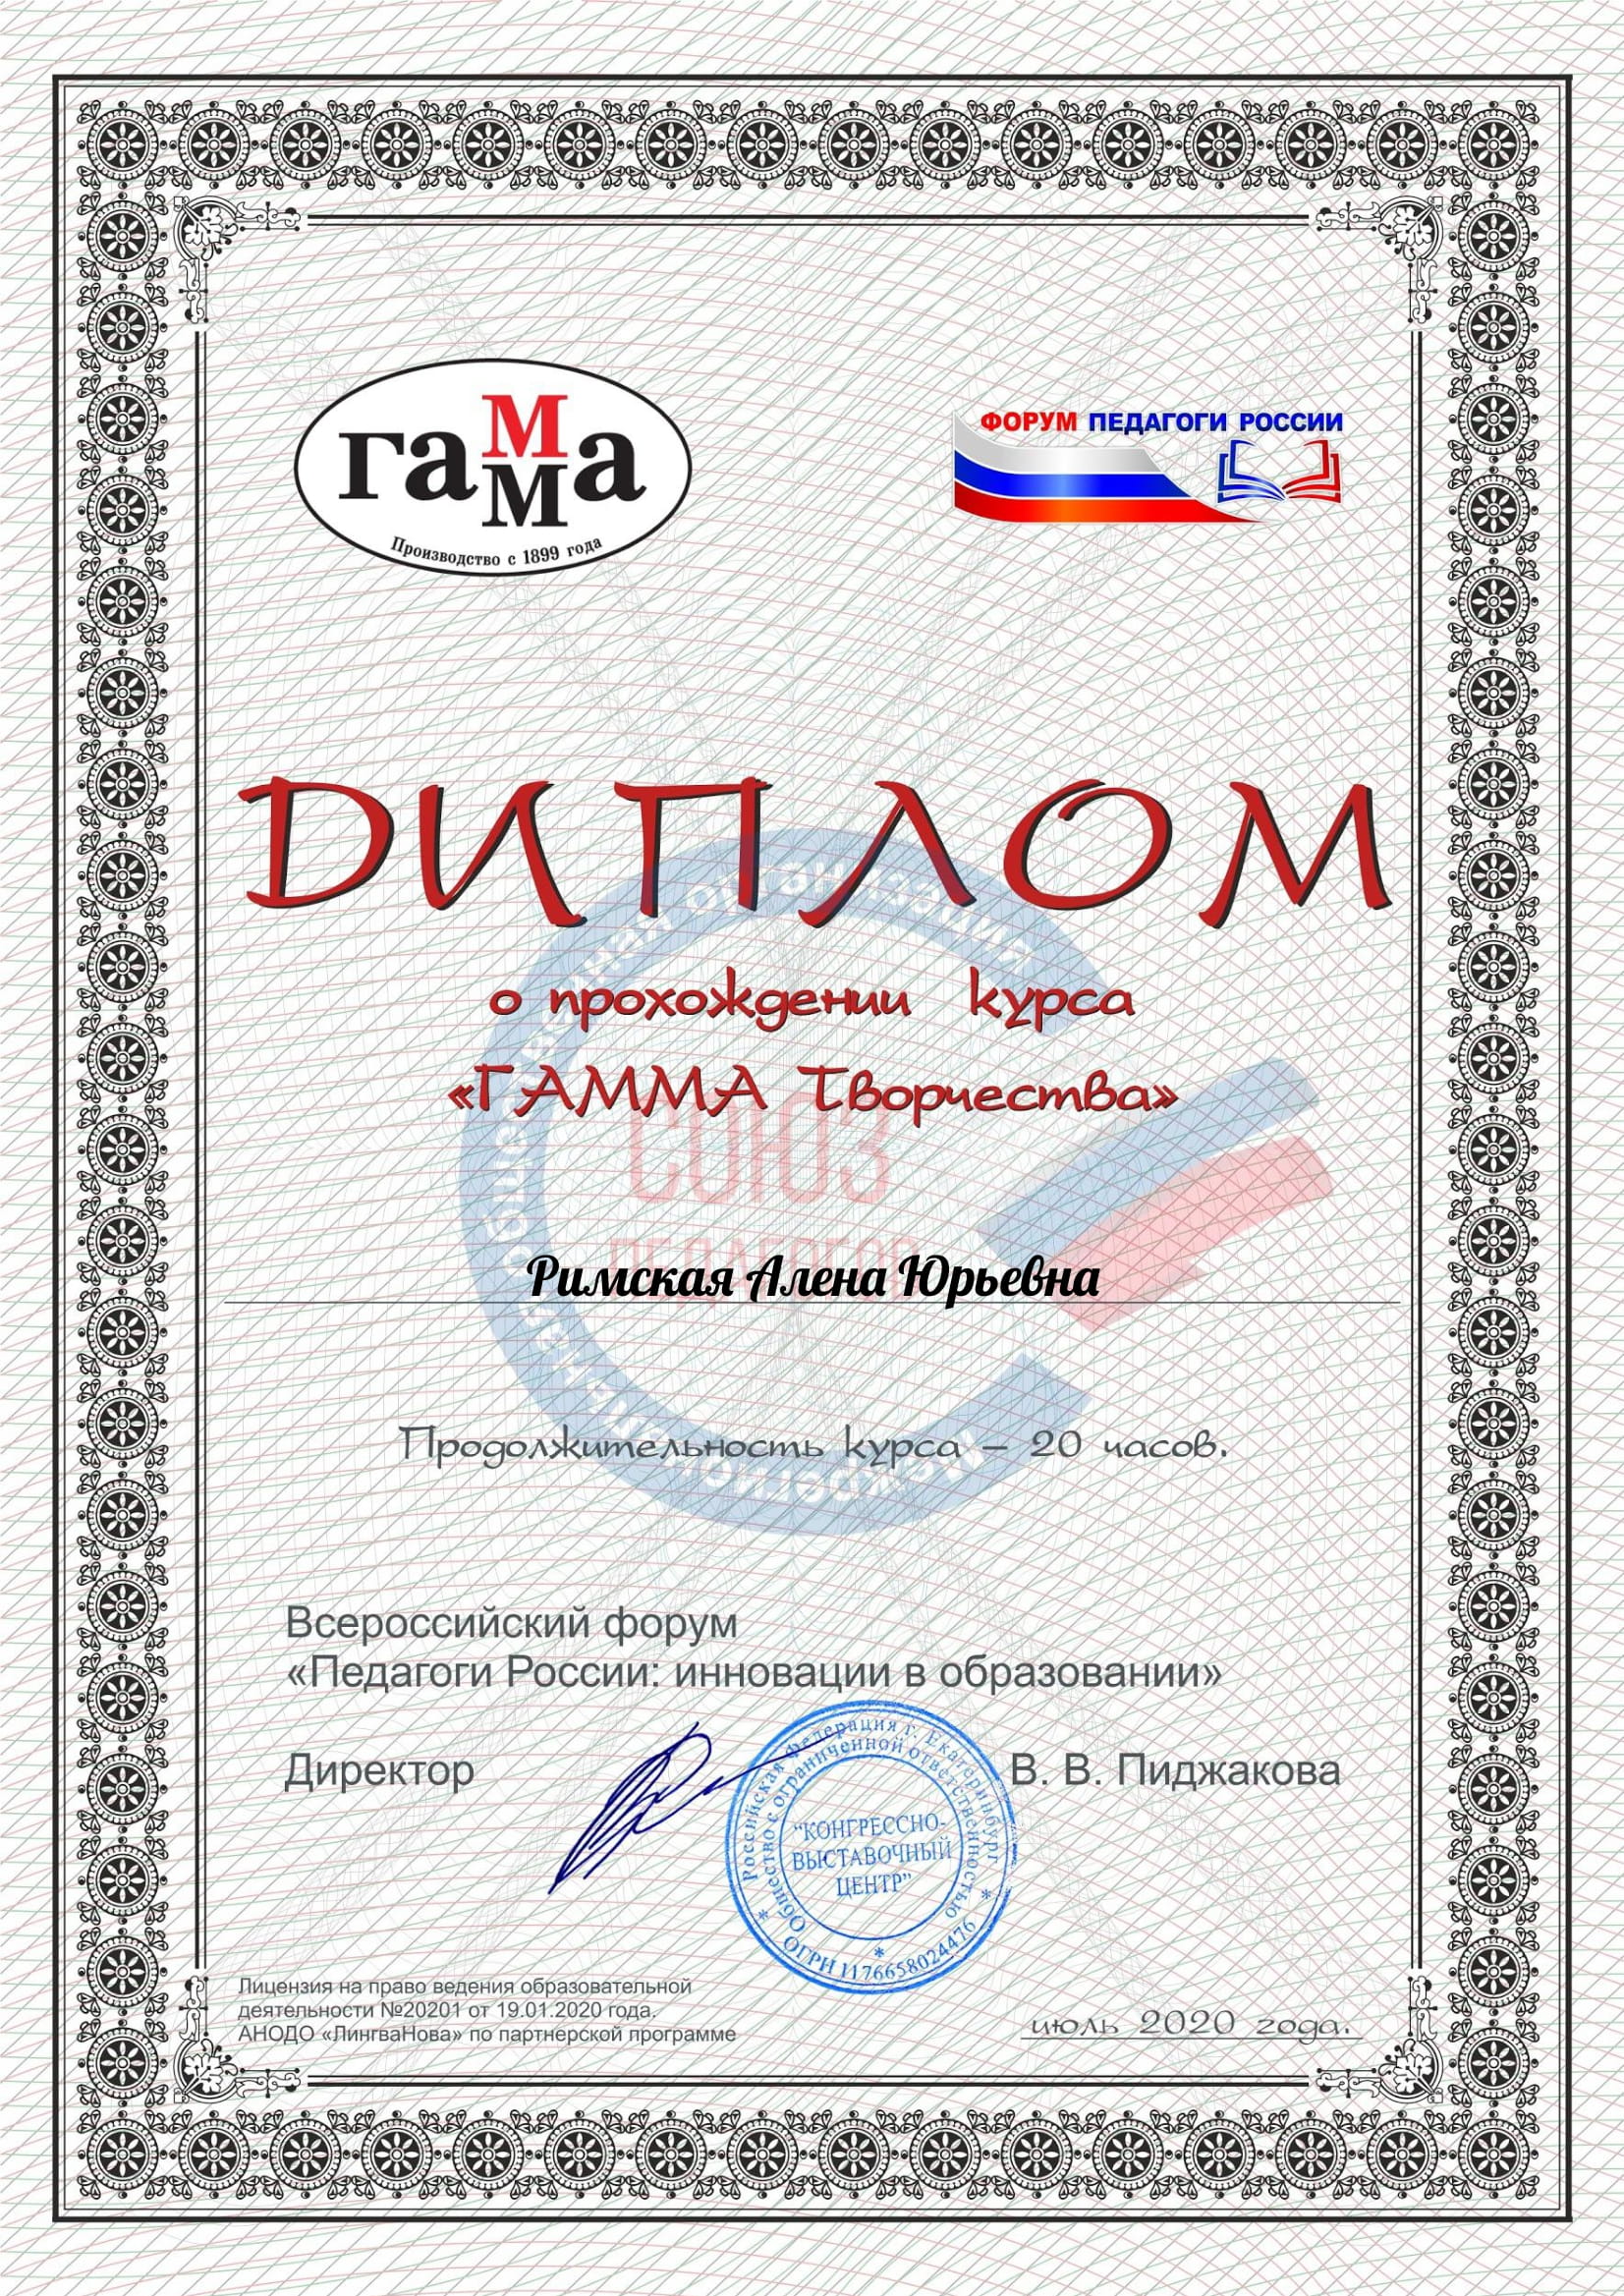 гамма
Производство с 1899 года
ФОРУМ ПЕДАГОГИ РОССИИ
ДИПЛОМ
о прохождении курса
«ГАММА Творчества»
СОЮЗ
Римская Алена Юрьевна
Продолжительность курса – 20 часов.
Всероссийский форум
«Педагоги России: инновации в образовании»
Директор
В. В. Пиджакова
Российская Федерация г. Екатеринбург
Общество с ограниченной ответственностью
"КОНГРЕССНО-
ВЫСТАВОЧНЫЙ
ЦЕНТР"
ОГРН 1176658024476
Лицензия на право ведения образовательной
деятельности №20201 от 19.01.2020 года.
АНОДО «ЛингваНова» по партнерской программе
июль 2020 года.